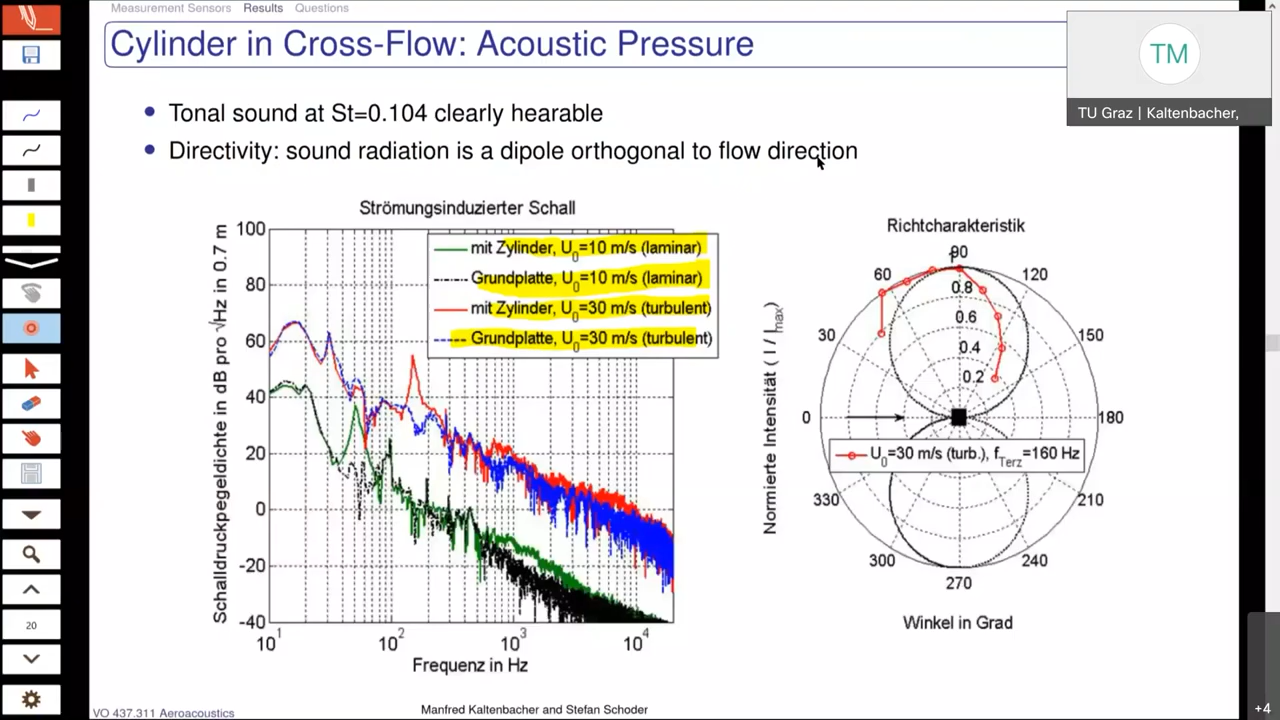 Measurement Sensors Results Questions
Cylinder in Cross-Flow: Acoustic Pressure
TM
TU Graz | Kaltenbacher,
Tonal sound at St=0.104 clearly hearable
Directivity: sound radiation is a dipole orthogonal to flow direction
Strömungsinduzierter Schall
Schalldruckpegeldichte in dB pro √Hz in 0.7 m
100
80
60
40
20
0
-20
-40
mit Zylinder, U0=10 m/s (laminar)
Grundplatte, U0=10 m/s (laminar)
mit Zylinder, U0=30 m/s (turbulent)
Grundplatte, U0=30 m/s (turbulent)
10^1 10^2 10^3 10^4
Frequenz in Hz
Richtcharakteristik
Normierte Intensität ( I / Imax)
90
1
60 120
0.8
0.6
30 150
0.4
0.2
0 180
U0=30 m/s (turb.), fTerz=160 Hz
330 210
300 240
270
Winkel in Grad
20
VO 437.311 Aeroacoustics
Manfred Kaltenbacher and Stefan Schoder
+4